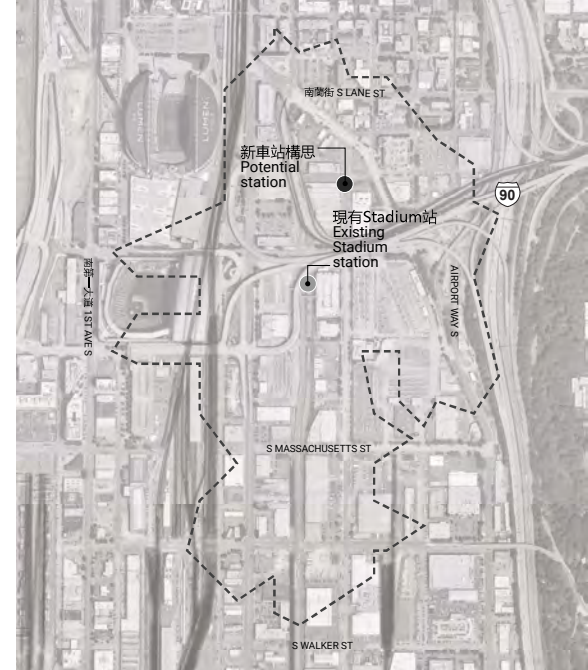 南蘭街 S LANE ST
LUMEN
LUMEN
新車站構思
Potential
station
90
現有Stadium站
Existing
Stadium
station
南第一大道 1ST AVE S
AIRPORT WAY S
S MASSACHUSETTS ST
S WALKER ST